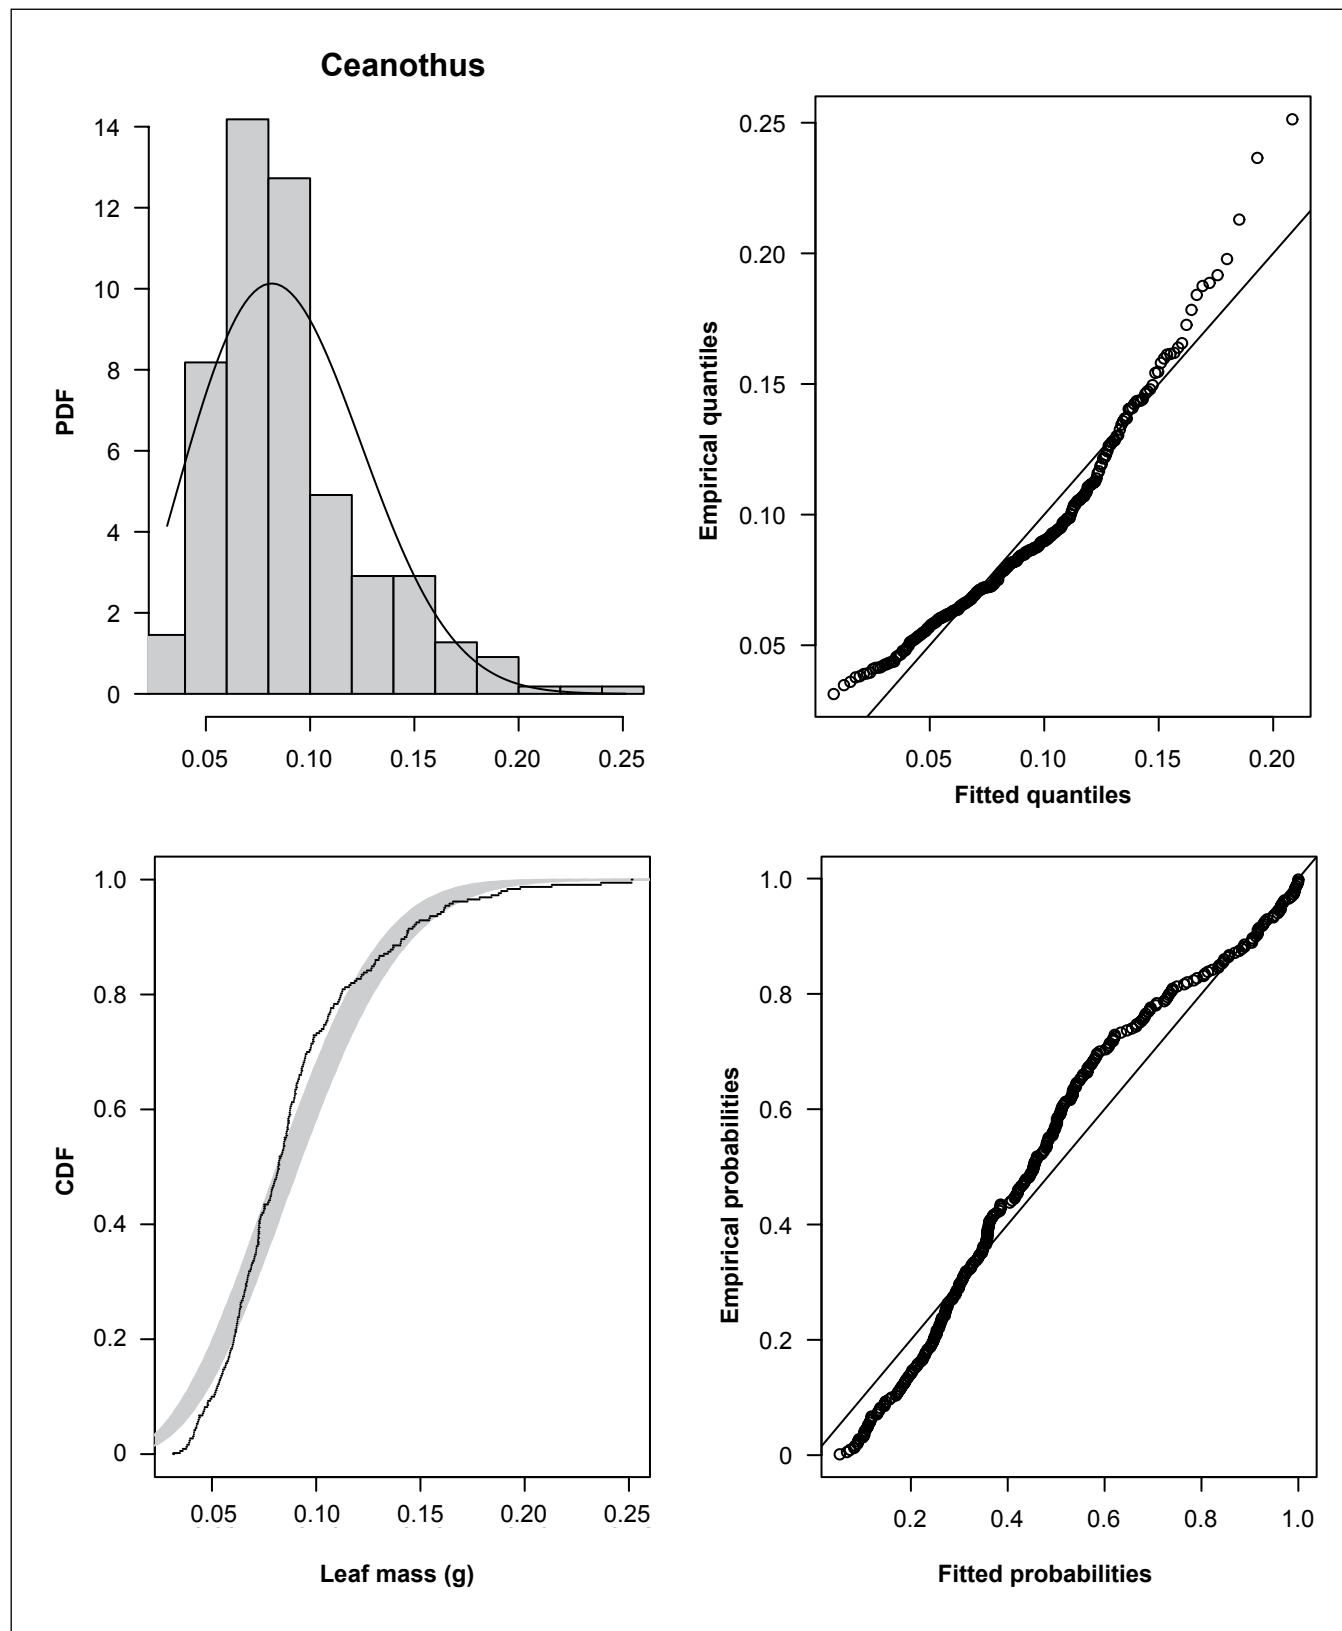 Ceanothus
14
12
10
8
6
4
2
0
PDF
0.05 0.10 0.15 0.20 0.25
0.25
0.20
0.15
0.10
0.05
Empirical quantiles
0.05 0.10 0.15 0.20
Fitted quantiles
1.0
0.8
0.6
0.4
0.2
0
CDF
0.05 0.10 0.15 0.20 0.25
Leaf mass (g)
1.0
0.8
0.6
0.4
0.2
0
Empirical probabilities
0.2 0.4 0.6 0.8 1.0
Fitted probabilities